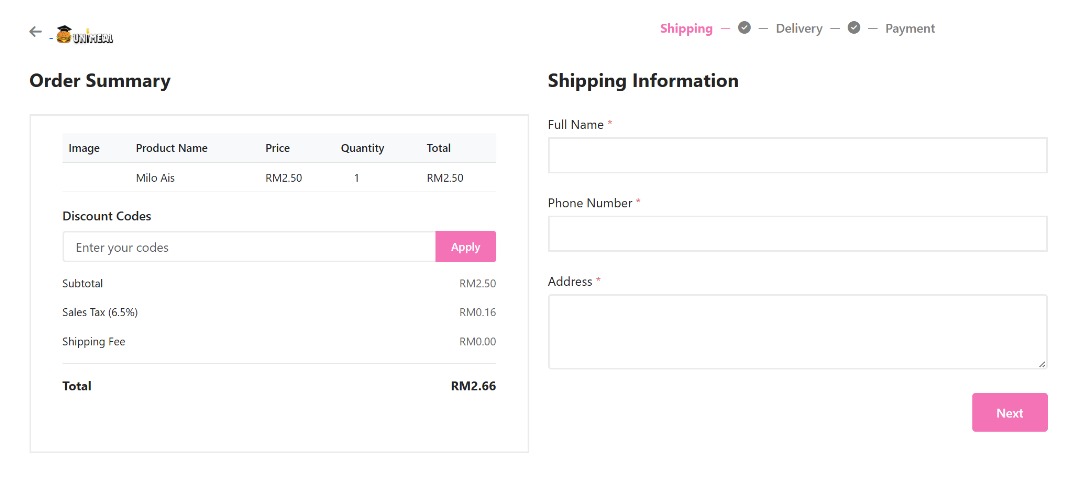 UNIMEAL
Shipping — — Delivery — — Payment
Order Summary
Image Product Name Price Quantity Total
Milo Ais RM2.50 1 RM2.50
Discount Codes
Enter your codes Apply
Subtotal RM2.50
Sales Tax (6.5%) RM0.16
Shipping Fee RM0.00
Total RM2.66
Shipping Information
Full Name *
Phone Number *
Address *
Next